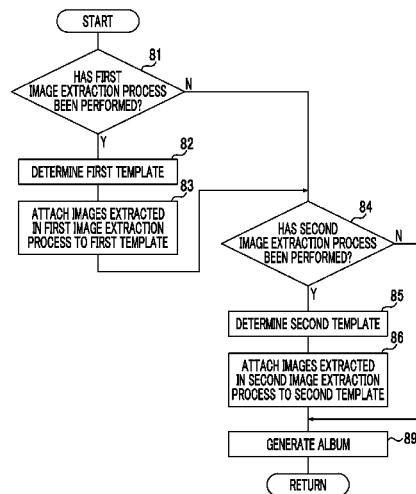 START
81
HAS FIRST
IMAGE EXTRACTION PROCESS
BEEN PERFORMED?
N
Y
82
DETERMINE FIRST TEMPLATE
83
ATTACH IMAGES EXTRACTED
IN FIRST IMAGE EXTRACTION
PROCESS TO FIRST TEMPLATE
84
HAS SECOND
IMAGE EXTRACTION PROCESS
BEEN PERFORMED?
N
Y
85
DETERMINE SECOND TEMPLATE
86
ATTACH IMAGES EXTRACTED
IN SECOND IMAGE EXTRACTION
PROCESS TO SECOND TEMPLATE
GENERATE ALBUM
89
RETURN